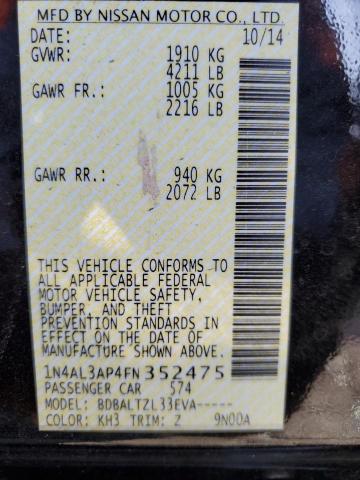 MFD BY NISSAN MOTOR CO., LTD.
DATE: 10/14
GVWR: 1910 KG
4211 LB
GAWR FR.: 1005 KG
2216 LB
GAWR RR.: 940 KG
2072 LB
THIS VEHICLE CONFORMS TO
ALL APPLICABLE FEDERAL
MOTOR VEHICLE SAFETY,
BUMPER, AND THEFT
PREVENTION STANDARDS IN
EFFECT ON THE DATE OF
MANUFACTURE SHOWN ABOVE.
1N4AL3AP4FN352475
PASSENGER CAR 574
MODEL: BDBALTZL33EVA-----
COLOR: KH3 TRIM: Z 9N00A